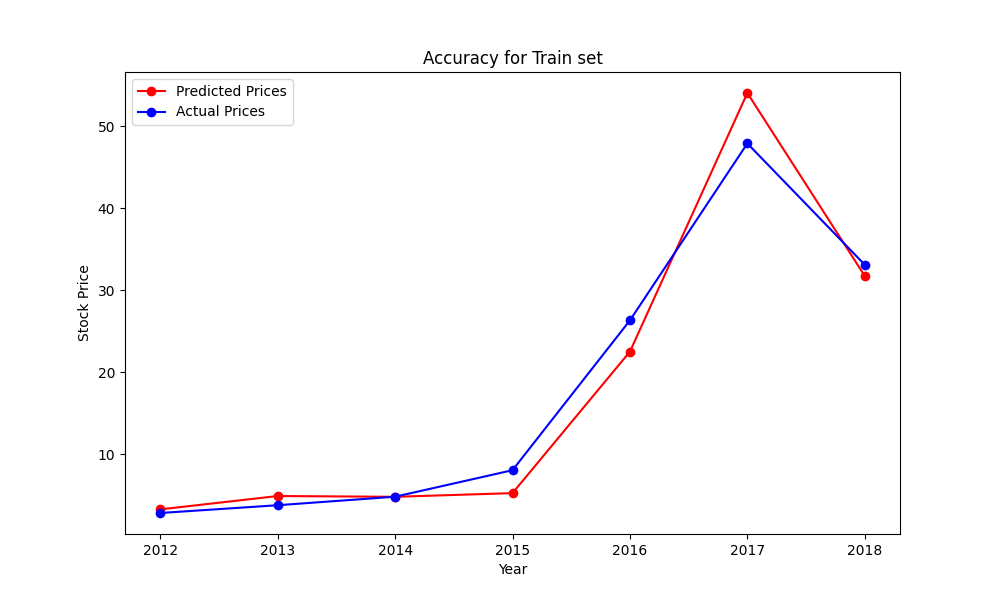 Accuracy for Train set
Predicted Prices
Actual Prices
50
40
30
20
10
Stock Price
2012 2013 2014 2015 2016 2017 2018
Year